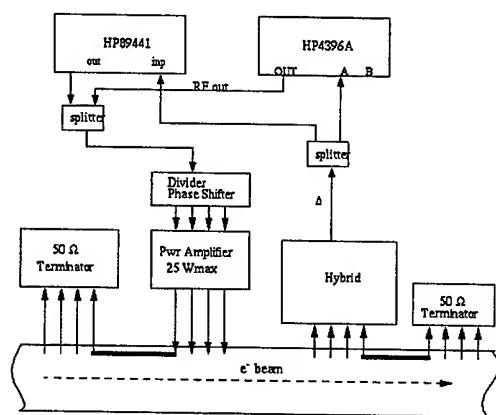 HP89441
out inp
HP4396A
OUT A B
RF out
splitter
splitter
Divider
Phase Shifter
Δ
50 Ω
Terminator
Pwr Amplifier
25 Wmax
Hybrid
50 Ω
Terminator
e⁻ beam